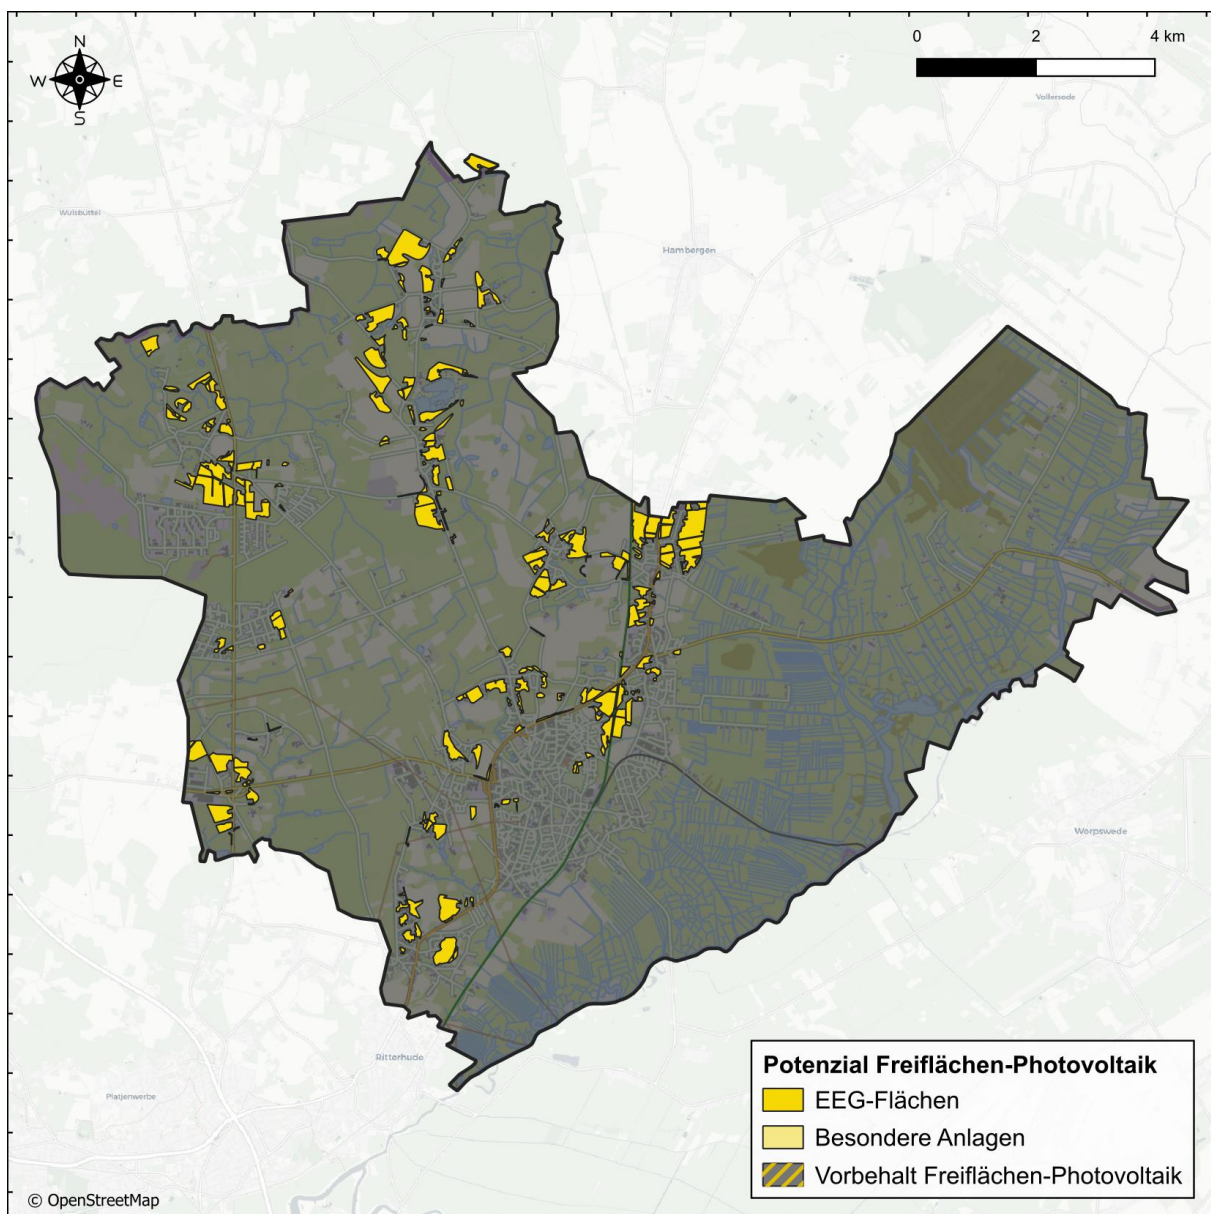 0 2 4 km
N
W E
S
Vollersode
Wulsbüttel
Hambergen
Worpswede
Ritterhude
Platjenwerbe
Potenzial Freiflächen-Photovoltaik
EEG-Flächen
Besondere Anlagen
Vorbehalt Freiflächen-Photovoltaik
© OpenStreetMap